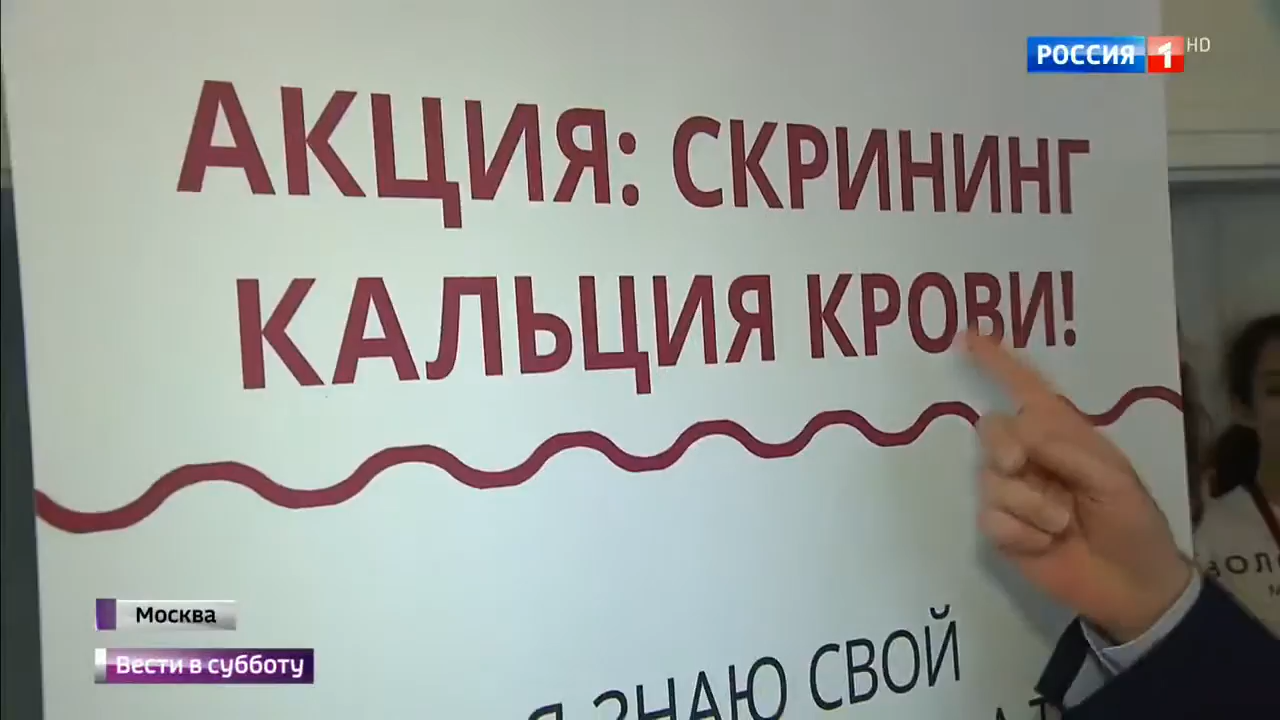 РОССИЯ 1 HD
АКЦИЯ: СКРИНИНГ
КАЛЬЦИЯ КРОВИ!
Москва
Вести в субботу
Я ЗНАЮ СВОЙ